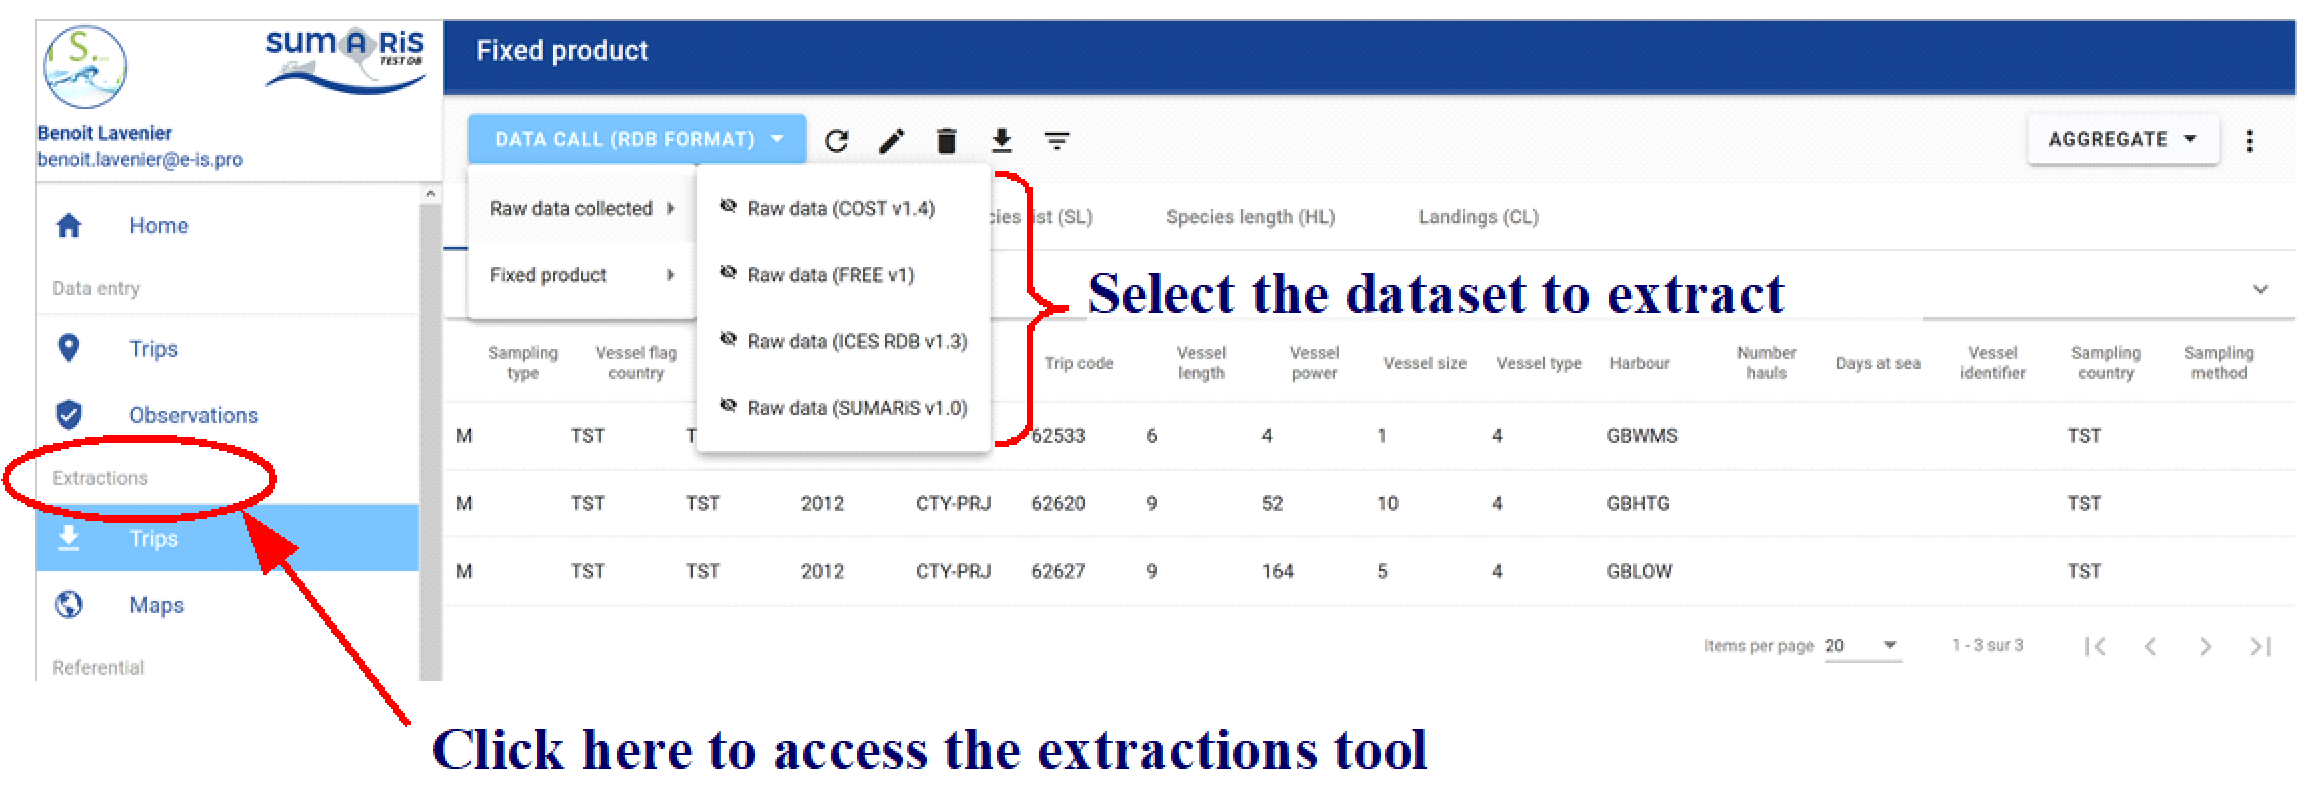 S...
SUMARiS
TEST DB
Fixed product
Benoit Lavenier
benoit.lavenier@e-is.pro
DATA CALL (RDB FORMAT)
AGGREGATE
Home
Data entry
Trips
Observations
Extractions
Trips
Maps
Referential
Raw data collected
Fixed product
Raw data (COST v1.4)
Raw data (FREE v1)
Raw data (ICES RDB v1.3)
Raw data (SUMARiS v1.0)
list (SL) Species length (HL) Landings (CL)
Select the dataset to extract
Sampling type Vessel flag country Trip code Vessel length Vessel power Vessel size Vessel type Harbour Number hauls Days at sea Vessel identifier Sampling country Sampling method
M TST 62533 6 4 1 4 GBWMS TST
M TST TST 2012 CTY-PRJ 62620 9 52 10 4 GBHTG TST
M TST TST 2012 CTY-PRJ 62627 9 164 5 4 GBLOW TST
Items per page 20 1 - 3 sur 3
Click here to access the extractions tool